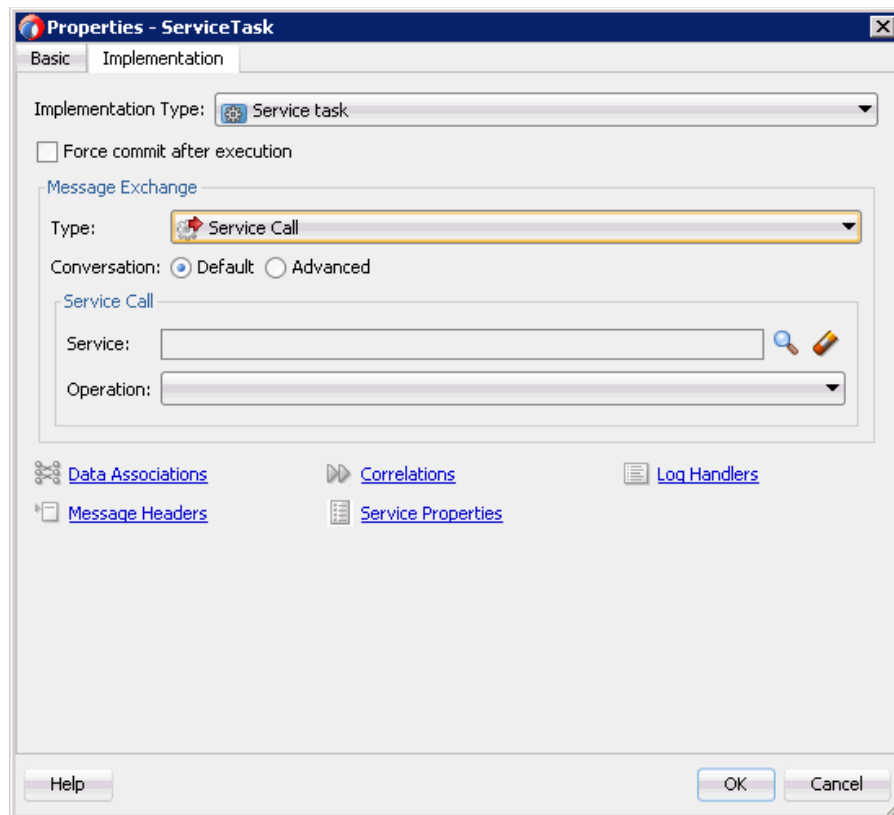 Properties - ServiceTask
Basic Implementation
Implementation Type: Service task
Force commit after execution
Message Exchange
Type: Service Call
Conversation: Default Advanced
Service Call
Service:
Operation:
Data Associations Correlations Log Handlers
Message Headers Service Properties
Help OK Cancel